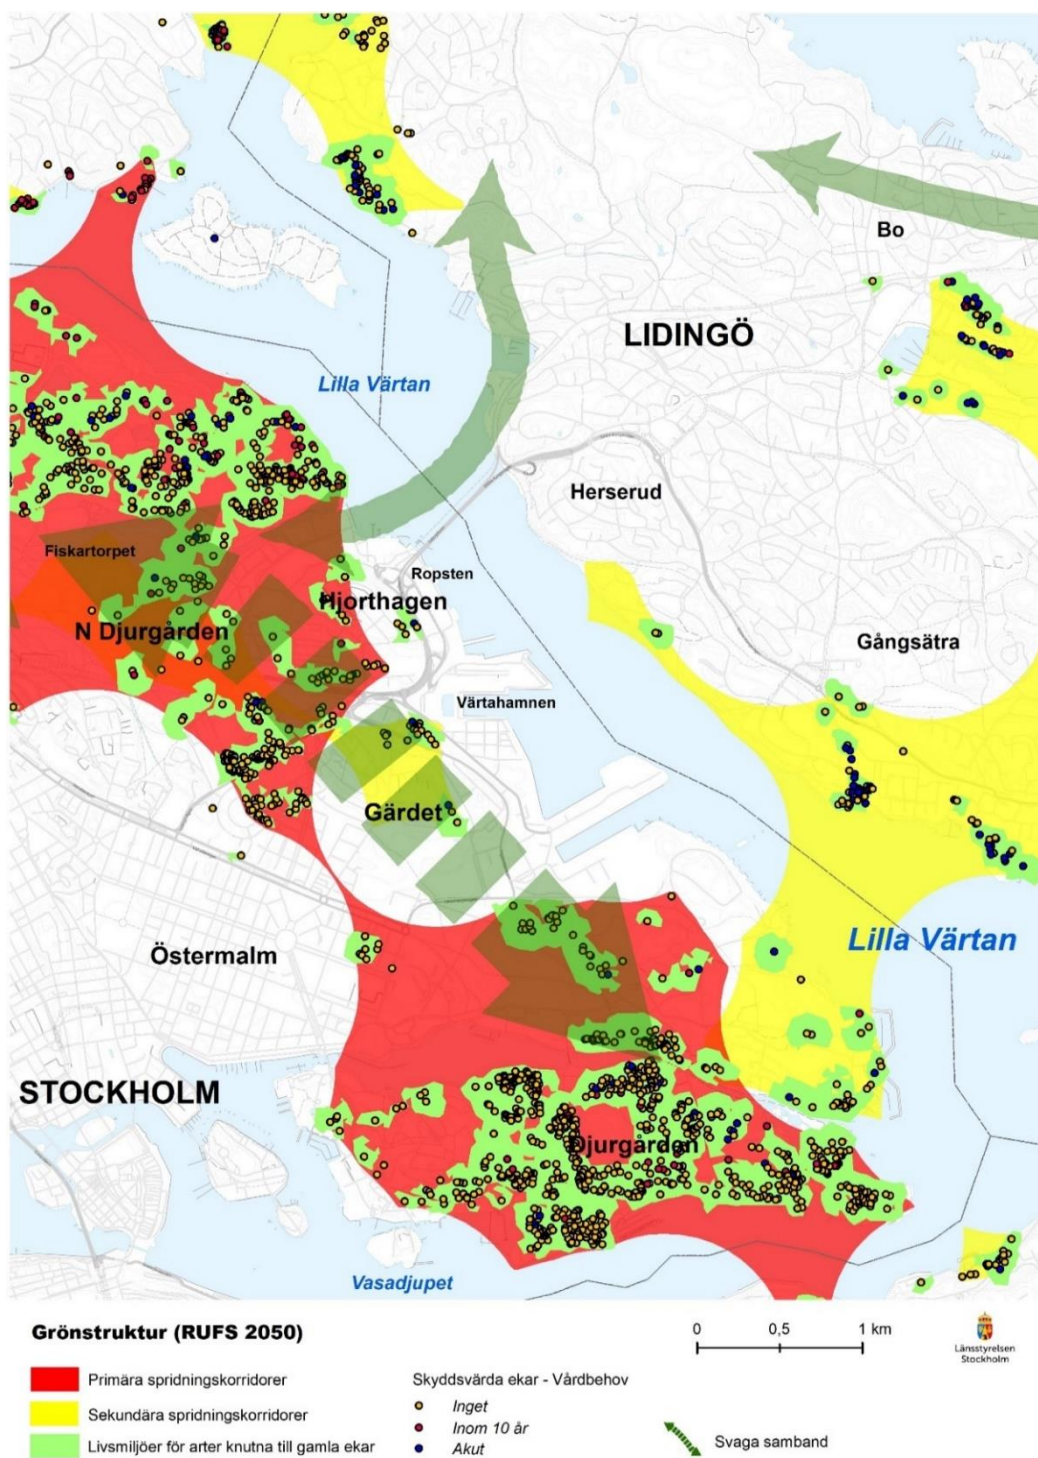 Bo
LIDINGÖ
Lilla Värtan
Herserud
Fiskartorpet
Ropsten
Hjorthagen
N Djurgården
Gångsätra
Värtahamnen
Gärdet
Östermalm
Lilla Värtan
STOCKHOLM
Djurgården
Vasadjupet
Grönstruktur (RUFS 2050)
Primära spridningskorridorer
Sekundära spridningskorridorer
Livsmiljöer för arter knutna till gamla ekar
Skyddsvärda ekar - Vårdbehov
Inget
Inom 10 år
Akut
0 0,5 1 km
Svaga samband
Länsstyrelsen
Stockholm